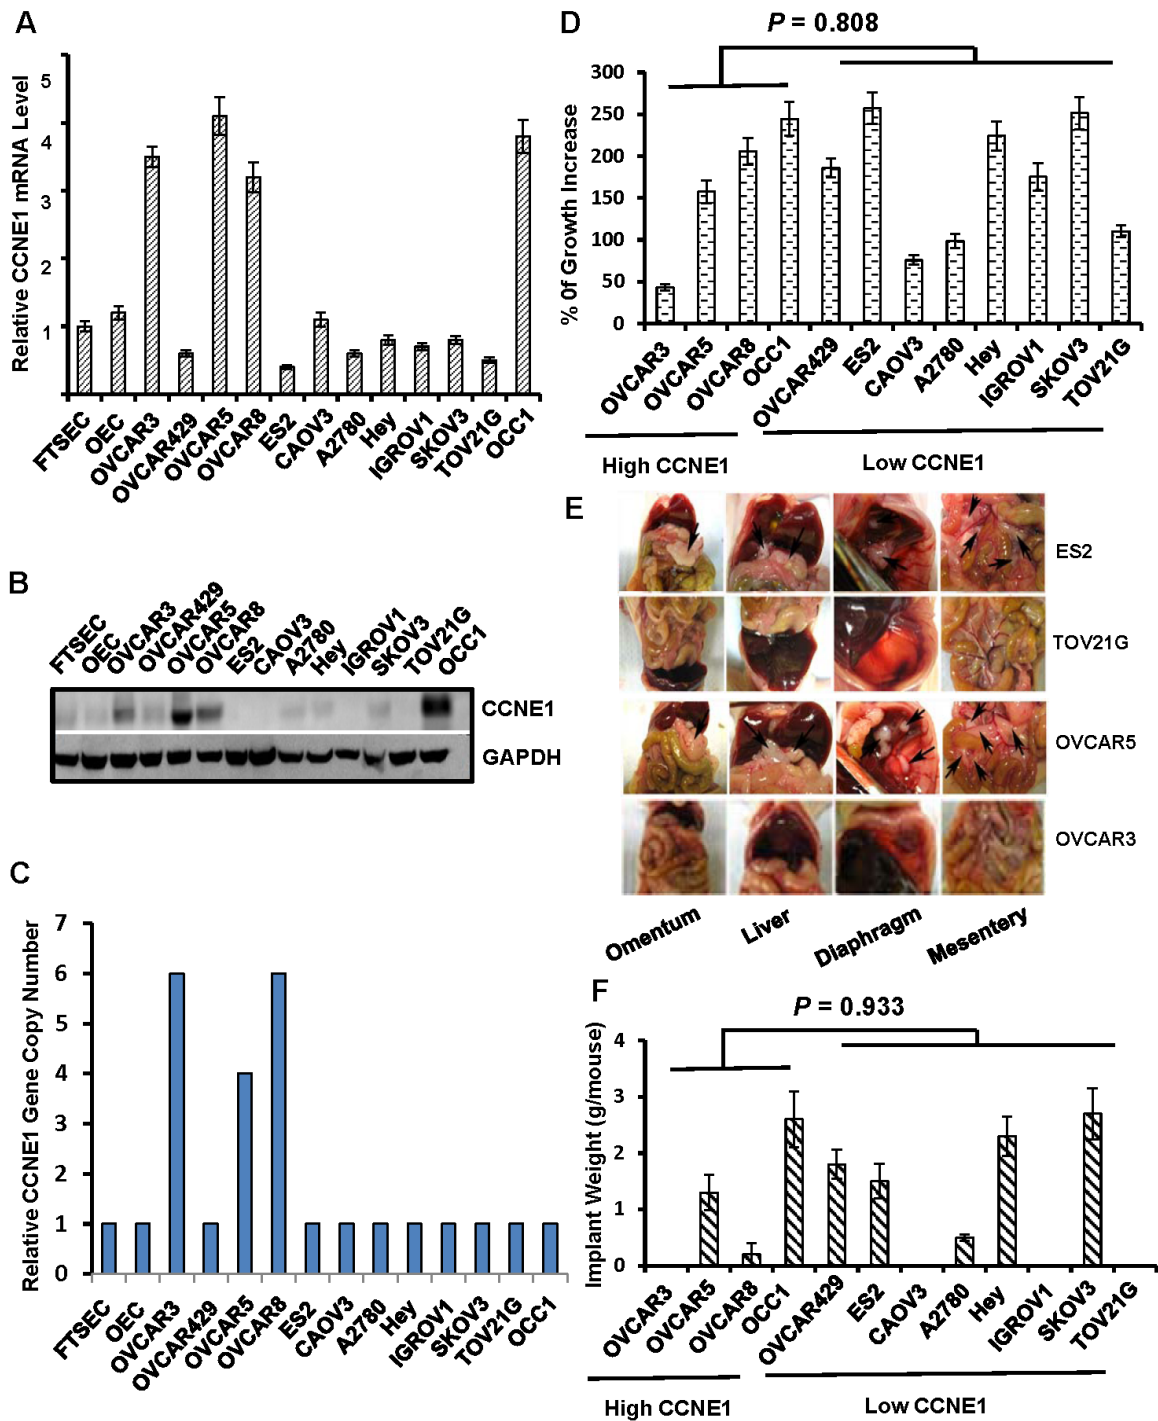 A
Relative CCNE1 mRNA Level
5
4
3
2
1
FTSEC
OEC
OVCAR3
OVCAR429
OVCAR5
OVCAR8
ES2
CAOV3
A2780
Hey
IGROV1
SKOV3
TOV21G
OCC1
B
FTSEC
OEC
OVCAR3
OVCAR429
OVCAR5
OVCAR8
ES2
CAOV3
A2780
Hey
IGROV1
SKOV3
TOV21G
OCC1
CCNE1
GAPDH
C
Relative CCNE1 Gene Copy Number
7
6
5
4
3
2
1
0
FTSEC
OEC
OVCAR3
OVCAR429
OVCAR5
OVCAR8
ES2
CAOV3
A2780
Hey
IGROV1
SKOV3
TOV21G
OCC1
D
P = 0.808
% 0f Growth Increase
300
250
200
150
100
50
0
OVCAR3
OVCAR5
OVCAR8
OCC1
OVCAR429
ES2
CAOV3
A2780
Hey
IGROV1
SKOV3
TOV21G
High CCNE1
Low CCNE1
E
ES2
TOV21G
OVCAR5
OVCAR3
Omentum
Liver
Diaphragm
Mesentery
F
P = 0.933
Implant Weight (g/mouse)
4
3
2
1
0
OVCAR3
OVCAR5
OVCAR8
OCC1
OVCAR429
ES2
CAOV3
A2780
Hey
IGROV1
SKOV3
TOV21G
High CCNE1
Low CCNE1